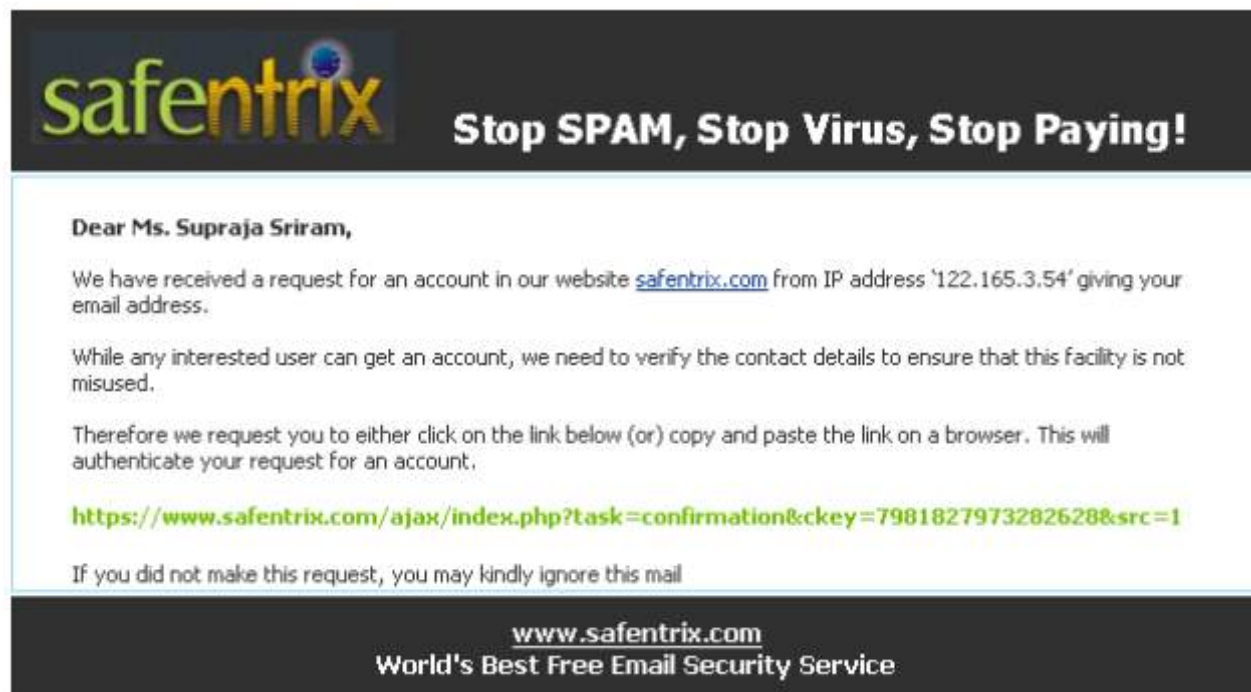 safentrix
Stop SPAM, Stop Virus, Stop Paying!
Dear Ms. Supraja Sriram,
We have received a request for an account in our website safentrix.com from IP address '122.165.3.54' giving your
email address.
While any interested user can get an account, we need to verify the contact details to ensure that this facility is not
misused.
Therefore we request you to either click on the link below (or) copy and paste the link on a browser. This will
authenticate your request for an account.
https://www.safentrix.com/ajax/index.php?task=confirmation&ckey=7981827973282628&src=1
If you did not make this request, you may kindly ignore this mail
www.safentrix.com
World's Best Free Email Security Service